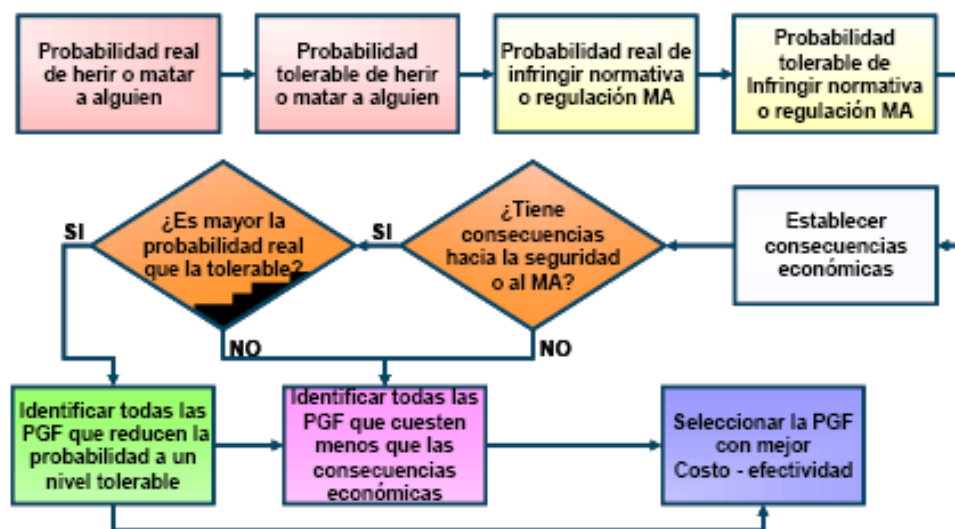 Probabilidad real
de herir o matar
a alguien
Probabilidad
tolerable de herir
o matar a alguien
Probabilidad real de
infringir normativa
o regulación MA
Probabilidad
tolerable de
Infringir normativa
o regulación MA
SI
¿Es mayor la
probabilidad real
que la tolerable?
NO
SI
¿Tiene
consecuencias
hacia la seguridad
o al MA?
NO
Establecer
consecuencias
económicas
Identificar todas las
PGF que reducen la
probabilidad a un
nivel tolerable
Identificar todas las
PGF que cuesten
menos que las
consecuencias
económicas
Seleccionar la PGF
con mejor
Costo - efectividad